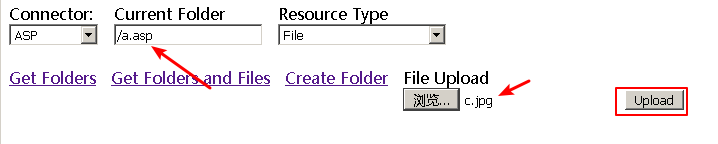 Connector: Current Folder Resource Type
ASP /a.asp File
Get Folders Get Folders and Files Create Folder File Upload
浏览... c.jpg Upload